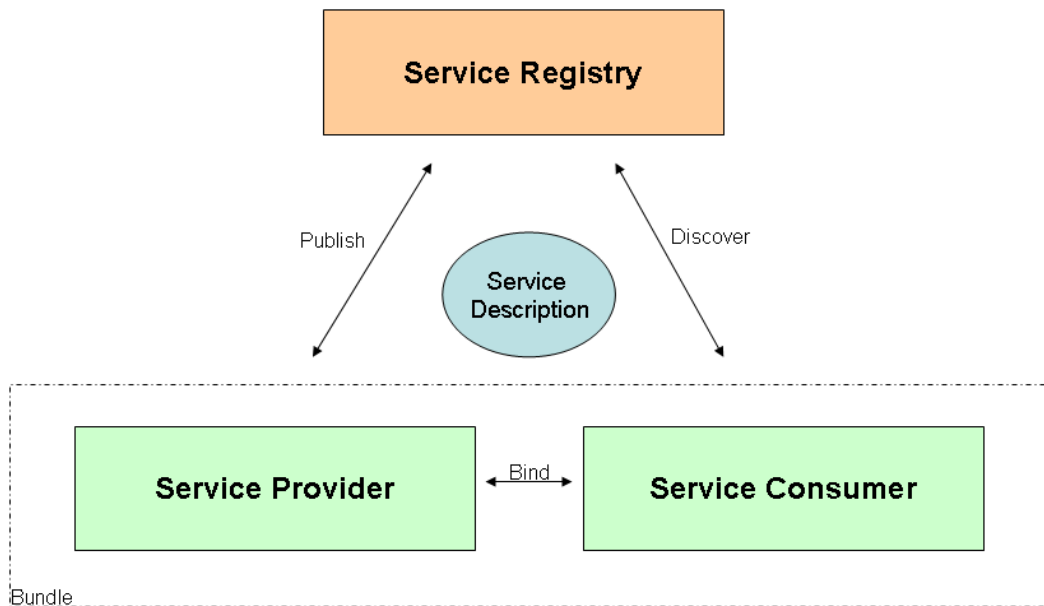 Service Registry
Publish
Discover
Service
Description
Service Provider
Bind
Service Consumer
Bundle